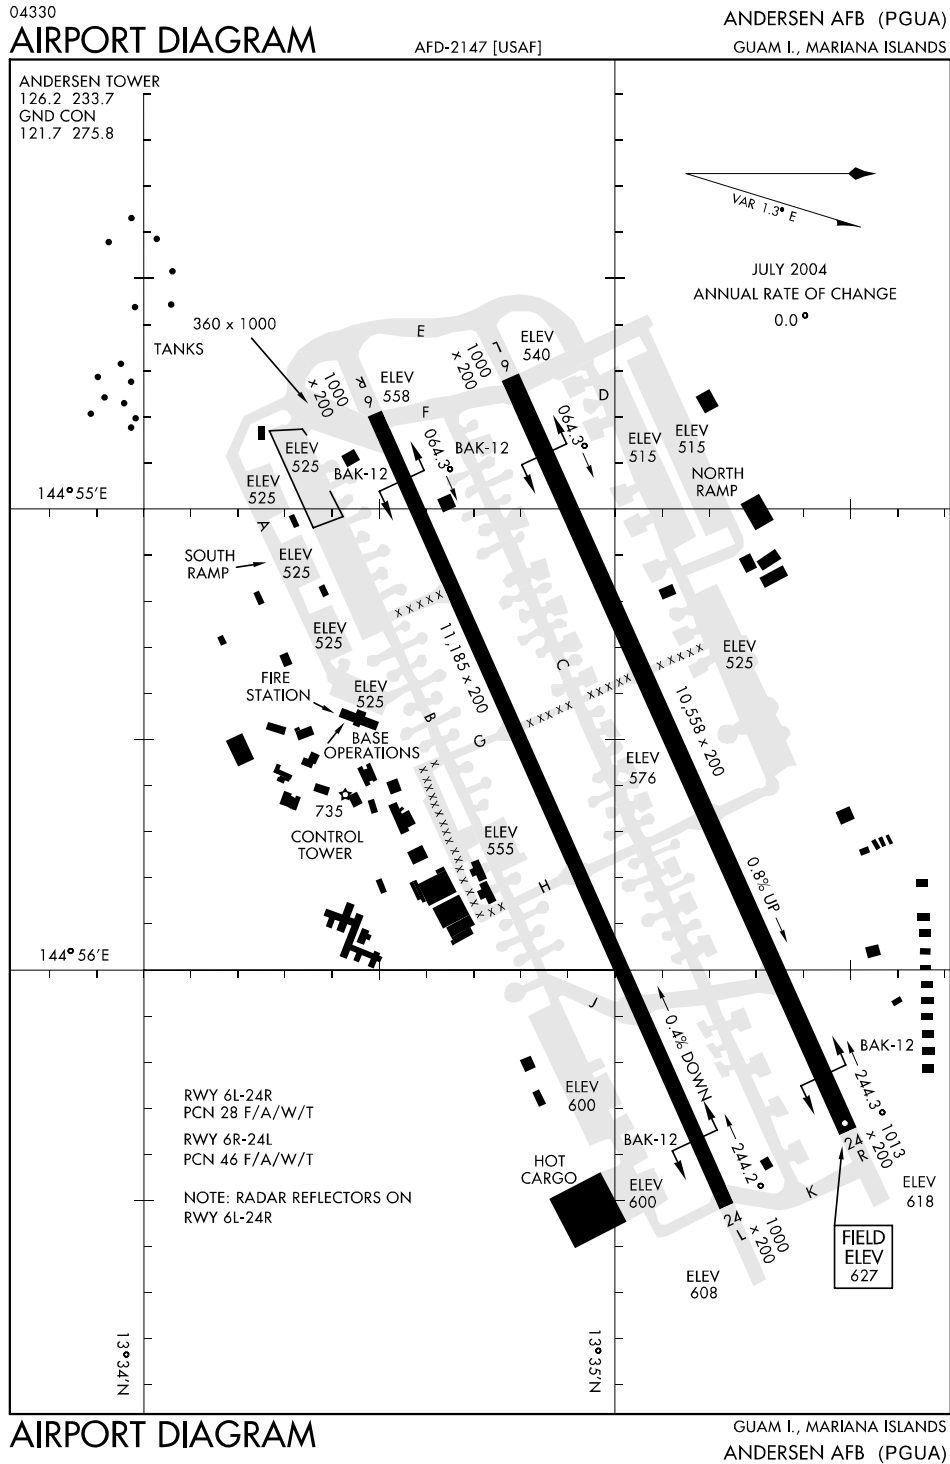 04330
AIRPORT DIAGRAM
AFD-2147 [USAF]
ANDERSEN AFB (PGUA)
GUAM I., MARIANA ISLANDS
ANDERSEN TOWER
126.2 233.7
GND CON
121.7 275.8
VAR 1.3° E
JULY 2004
ANNUAL RATE OF CHANGE
0.0°
360 x 1000
TANKS
E
ELEV
540
1000
x 200
6 L
1000
x 200
6 R
ELEV
558
F
D
064.3°
064.3°
BAK-12
BAK-12
ELEV
525
ELEV
525
ELEV
515
ELEV
515
NORTH
RAMP
144°55'E
A
SOUTH
RAMP
ELEV
525
ELEV
525
11,185 x 200
C
ELEV
525
FIRE
STATION
ELEV
525
B
G
BASE
OPERATIONS
10,558 x 200
ELEV
576
735
CONTROL
TOWER
ELEV
555
H
0.8% UP
144°56'E
J
0.4% DOWN
BAK-12
RWY 6L-24R
PCN 28 F/A/W/T
RWY 6R-24L
PCN 46 F/A/W/T
NOTE: RADAR REFLECTORS ON
RWY 6L-24R
ELEV
600
244.3°
1013
x 200
24
R
BAK-12
244.2°
HOT
CARGO
ELEV
600
K
ELEV
618
24
L
1000
x 200
FIELD
ELEV
627
ELEV
608
13°34'N
13°35'N
AIRPORT DIAGRAM
GUAM I., MARIANA ISLANDS
ANDERSEN AFB (PGUA)